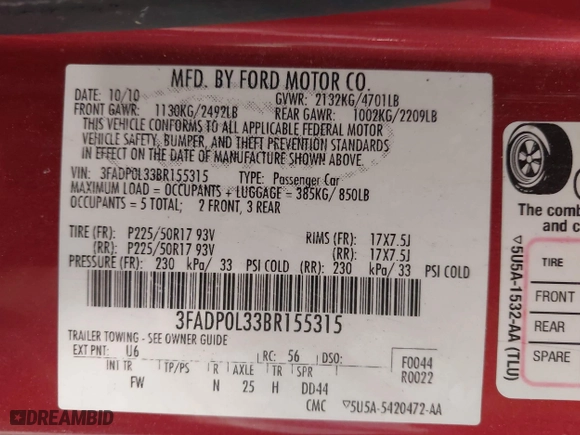 MFD. BY FORD MOTOR CO.
DATE: 10/10 GVWR: 2132KG/4701LB
FRONT GAWR: 1130KG/2492LB REAR GAWR: 1002KG/2209LB
THIS VEHICLE CONFORMS TO ALL APPLICABLE FEDERAL MOTOR
VEHICLE SAFETY, BUMPER, AND THEFT PREVENTION STANDARDS
IN EFFECT ON THE DATE OF MANUFACTURE SHOWN ABOVE.
VIN: 3FADP0L33BR155315 TYPE: Passenger Car
MAXIMUM LOAD = OCCUPANTS + LUGGAGE = 385KG/ 850LB
OCCUPANTS = 5 TOTAL: 2 FRONT, 3 REAR
TIRE (FR): P225/50R17 93V RIMS (FR): 17X7.5J
(RR): P225/50R17 93V (RR): 17X7.5J
PRESSURE (FR): 230 kPa/ 33 PSI COLD (RR): 230 kPa/ 33 PSI COLD
3FADP0L33BR155315
TRAILER TOWING - SEE OWNER GUIDE
EXT PNT: U6 RC: 56 DSO: F0044
R0022
INT TR TP/PS R AXLE TR SPR
FW N 25 H DD44
CMC 5U5A-5420472-AA
The comb
and c
5U5A-1532-AA (TLU)
TIRE
FRONT
REAR
SPARE
DREAMBID